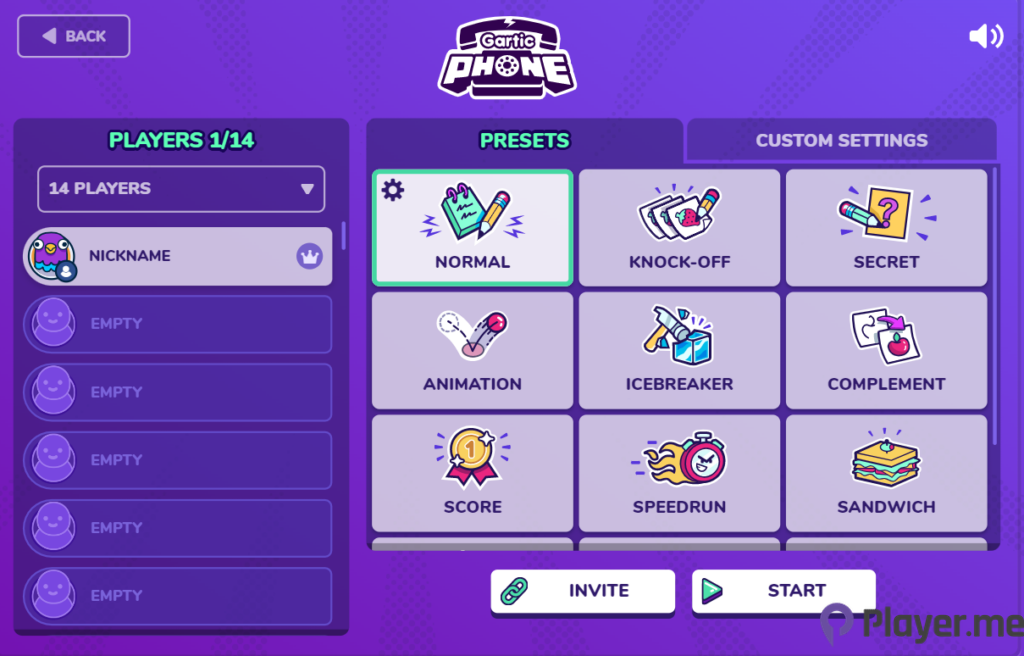 BACK
Gartic
PHONE
PLAYERS 1/14
14 PLAYERS
NICKNAME
EMPTY
EMPTY
EMPTY
EMPTY
EMPTY
PRESETS
CUSTOM SETTINGS
NORMAL
KNOCK-OFF
?
SECRET
ANIMATION
ICEBREAKER
COMPLEMENT
1
SCORE
SPEEDRUN
SANDWICH
INVITE
START
Player.me